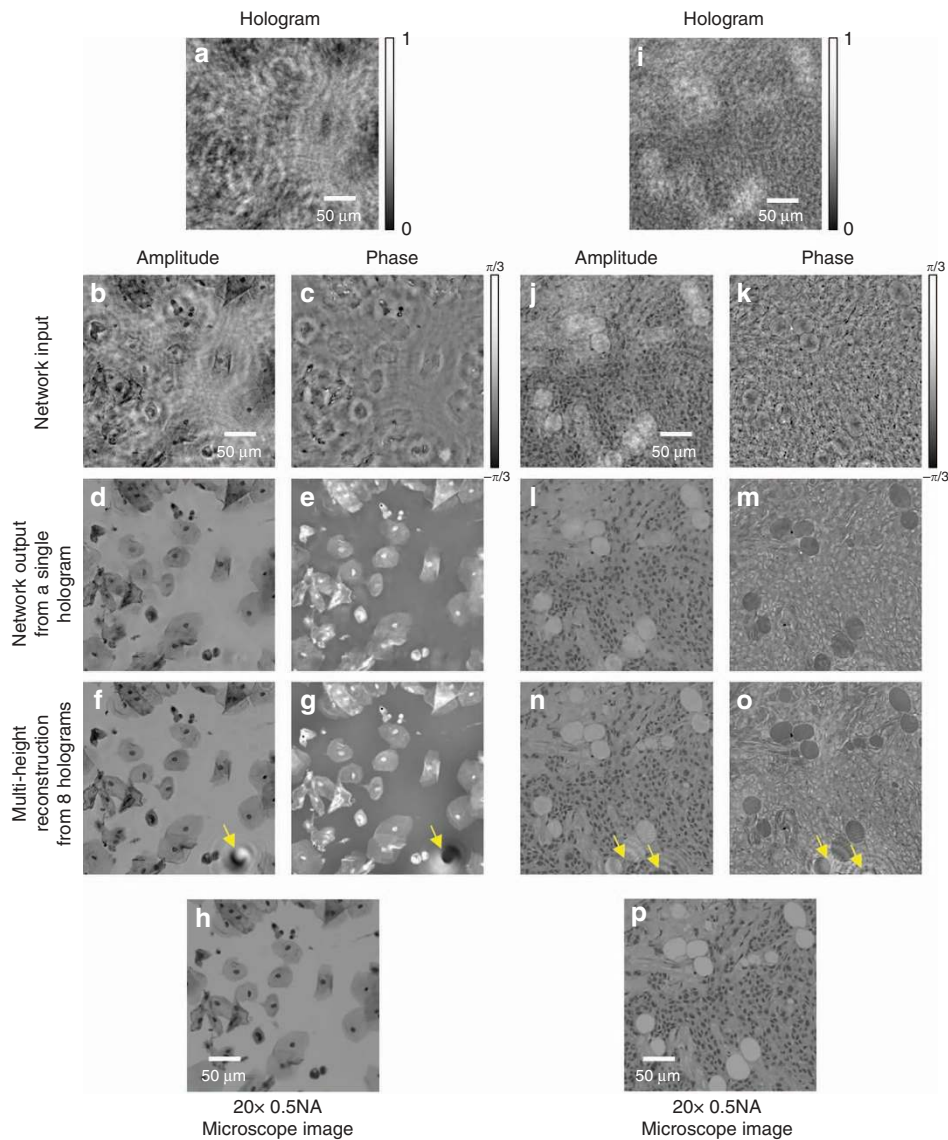 Hologram
Hologram
a
1
0
50 μm
i
1
0
50 μm
Amplitude
Phase
Amplitude
Phase
Network input
b
50 μm
c
π/3
−π/3
j
50 μm
k
π/3
−π/3
Network output
from a single
hologram
d
e
l
m
Multi-height
reconstruction
from 8 holograms
f
g
n
o
h
50 μm
p
50 μm
20× 0.5NA
Microscope image
20× 0.5NA
Microscope image